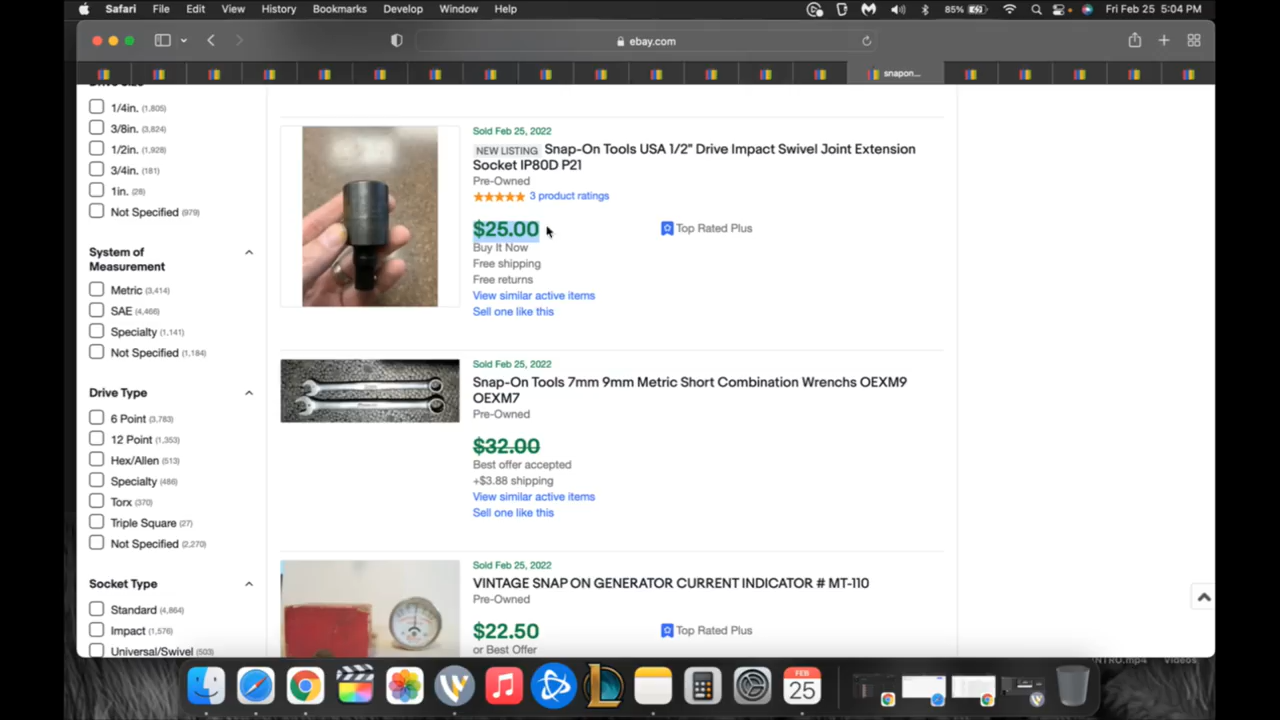 Safari File Edit View History Bookmarks Develop Window Help 85% Fri Feb 25 5:04 PM
ebay.com
snapon...
1/4in. (1,805)
3/8in. (3,824)
1/2in. (1,928)
3/4in. (181)
1in. (28)
Not Specified (979)
System of
Measurement
Metric (3,414)
SAE (4,466)
Specialty (1,141)
Not Specified (1,184)
Drive Type
6 Point (3,783)
12 Point (1,353)
Hex/Allen (513)
Specialty (486)
Torx (370)
Triple Square (27)
Not Specified (2,270)
Socket Type
Standard (4,864)
Impact (1,576)
Universal/Swivel (503)
Sold Feb 25, 2022
NEW LISTING Snap-On Tools USA 1/2" Drive Impact Swivel Joint Extension
Socket IP80D P21
Pre-Owned
3 product ratings
$25.00 Top Rated Plus
Buy It Now
Free shipping
Free returns
View similar active items
Sell one like this
Sold Feb 25, 2022
Snap-On Tools 7mm 9mm Metric Short Combination Wrenchs OEXM9
OEXM7
Pre-Owned
$32.00
Best offer accepted
+$3.88 shipping
View similar active items
Sell one like this
Sold Feb 25, 2022
VINTAGE SNAP ON GENERATOR CURRENT INDICATOR # MT-110
Pre-Owned
$22.50 Top Rated Plus
or Best Offer
INTRO.mp4 Videos
FEB
25